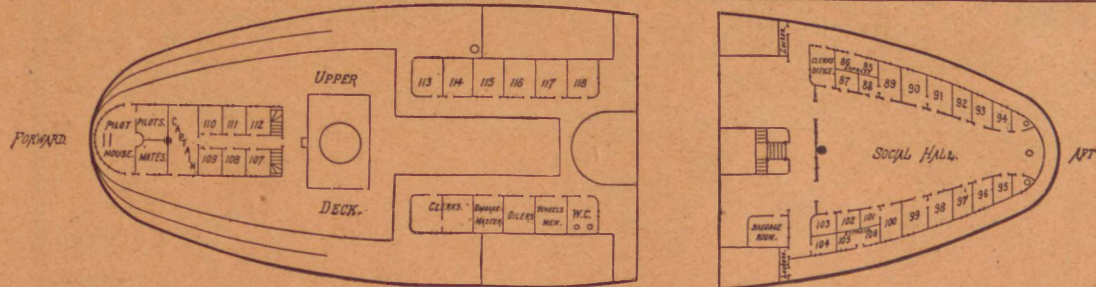 FORWARD.
PILOT
HOUSE.
PILOTS.
MATES.
CAPTAIN
110 111 112
109 108 107
UPPER
DECK.
113 114 115 116 117 118
CLERKS.
BAGGAGE
MASTER.
OILERS
WHEELS
MEN.
W.C.
BAGGAGE
ROOM.
CLERKS
OFFICE.
86 85
87 88
89 90 91 92 93 94
SOCIAL HALL.
AFT
103 102 101
104 105 106
100 99 98 97 96 95